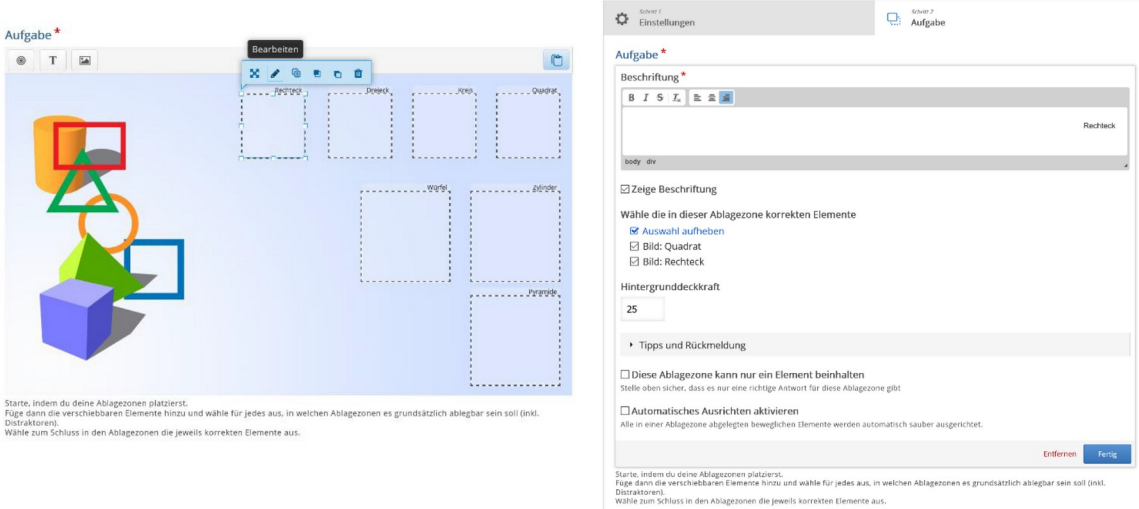 Aufgabe *
T
Bearbeiten
Rechteck
Dreieck
Kreis
Quadrat
Würfel
Zylinder
Pyramide
Starte, indem du deine Ablagezonen platzierst.
Füge dann die verschiebbaren Elemente hinzu und wähle für jedes aus, in welchen Ablagezonen es grundsätzlich ablegbar sein soll (inkl.
Distraktoren).
Wähle zum Schluss in den Ablagezonen die jeweils korrekten Elemente aus.
Schritt 1
Einstellungen
Schritt 2
Aufgabe
Aufgabe *
Beschriftung *
B I S Tx
Rechteck
body div
Zeige Beschriftung
Wähle die in dieser Ablagezone korrekten Elemente
Auswahl aufheben
Bild: Quadrat
Bild: Rechteck
Hintergrunddeckkraft
25
Tipps und Rückmeldung
Diese Ablagezone kann nur ein Element beinhalten
Stelle oben sicher, dass es nur eine richtige Antwort für diese Ablagezone gibt
Automatisches Ausrichten aktivieren
Alle in einer Ablagezone abgelegten beweglichen Elemente werden automatisch sauber ausgerichtet.
Entfernen
Fertig
Starte, indem du deine Ablagezonen platzierst.
Füge dann die verschiebbaren Elemente hinzu und wähle für jedes aus, in welchen Ablagezonen es grundsätzlich ablegbar sein soll (inkl.
Distraktoren).
Wähle zum Schluss in den Ablagezonen die jeweils korrekten Elemente aus.